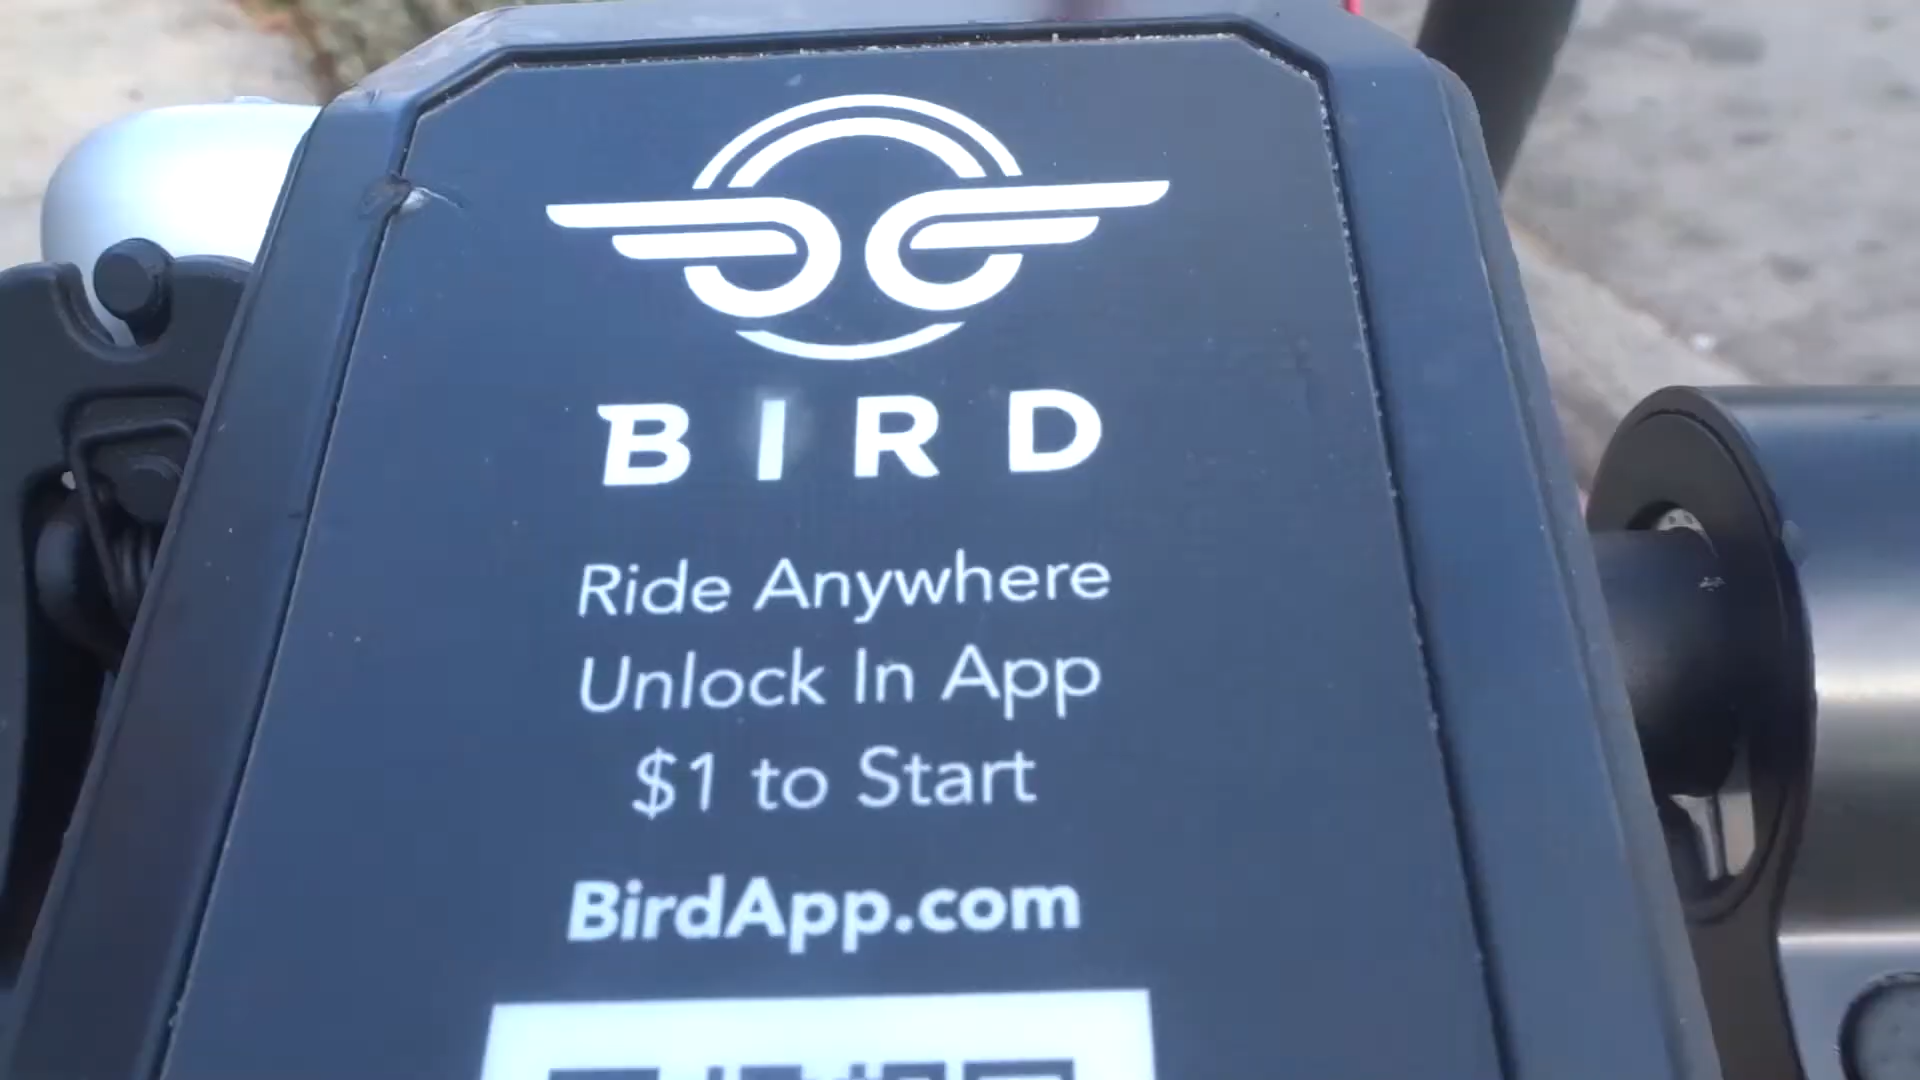 BIRD
Ride Anywhere
Unlock In App
$1 to Start
BirdApp.com